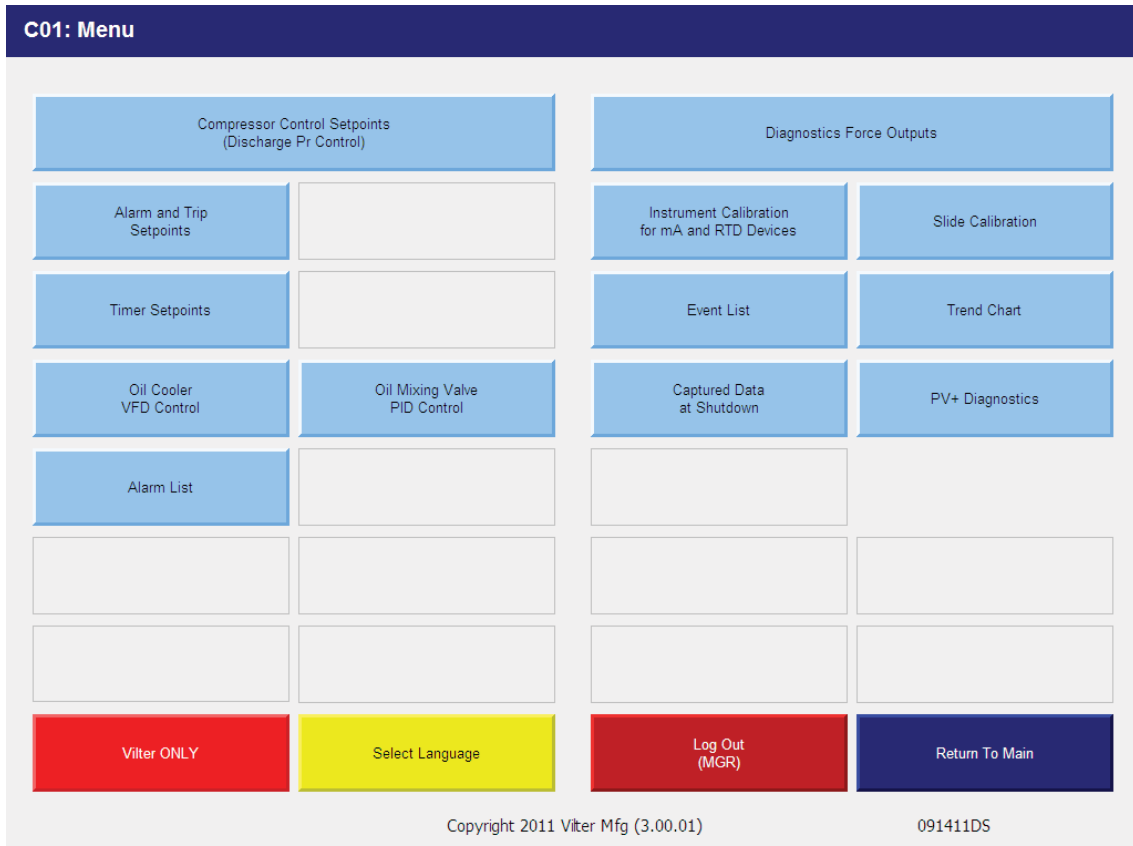 C01: Menu
Compressor Control Setpoints
(Discharge Pr Control)
Diagnostics Force Outputs
Alarm and Trip
Setpoints
Instrument Calibration
for mA and RTD Devices
Slide Calibration
Timer Setpoints
Event List
Trend Chart
Oil Cooler
VFD Control
Oil Mixing Valve
PID Control
Captured Data
at Shutdown
PV+ Diagnostics
Alarm List
Vilter ONLY
Select Language
Log Out
(MGR)
Return To Main
Copyright 2011 Vilter Mfg (3.00.01)
091411DS